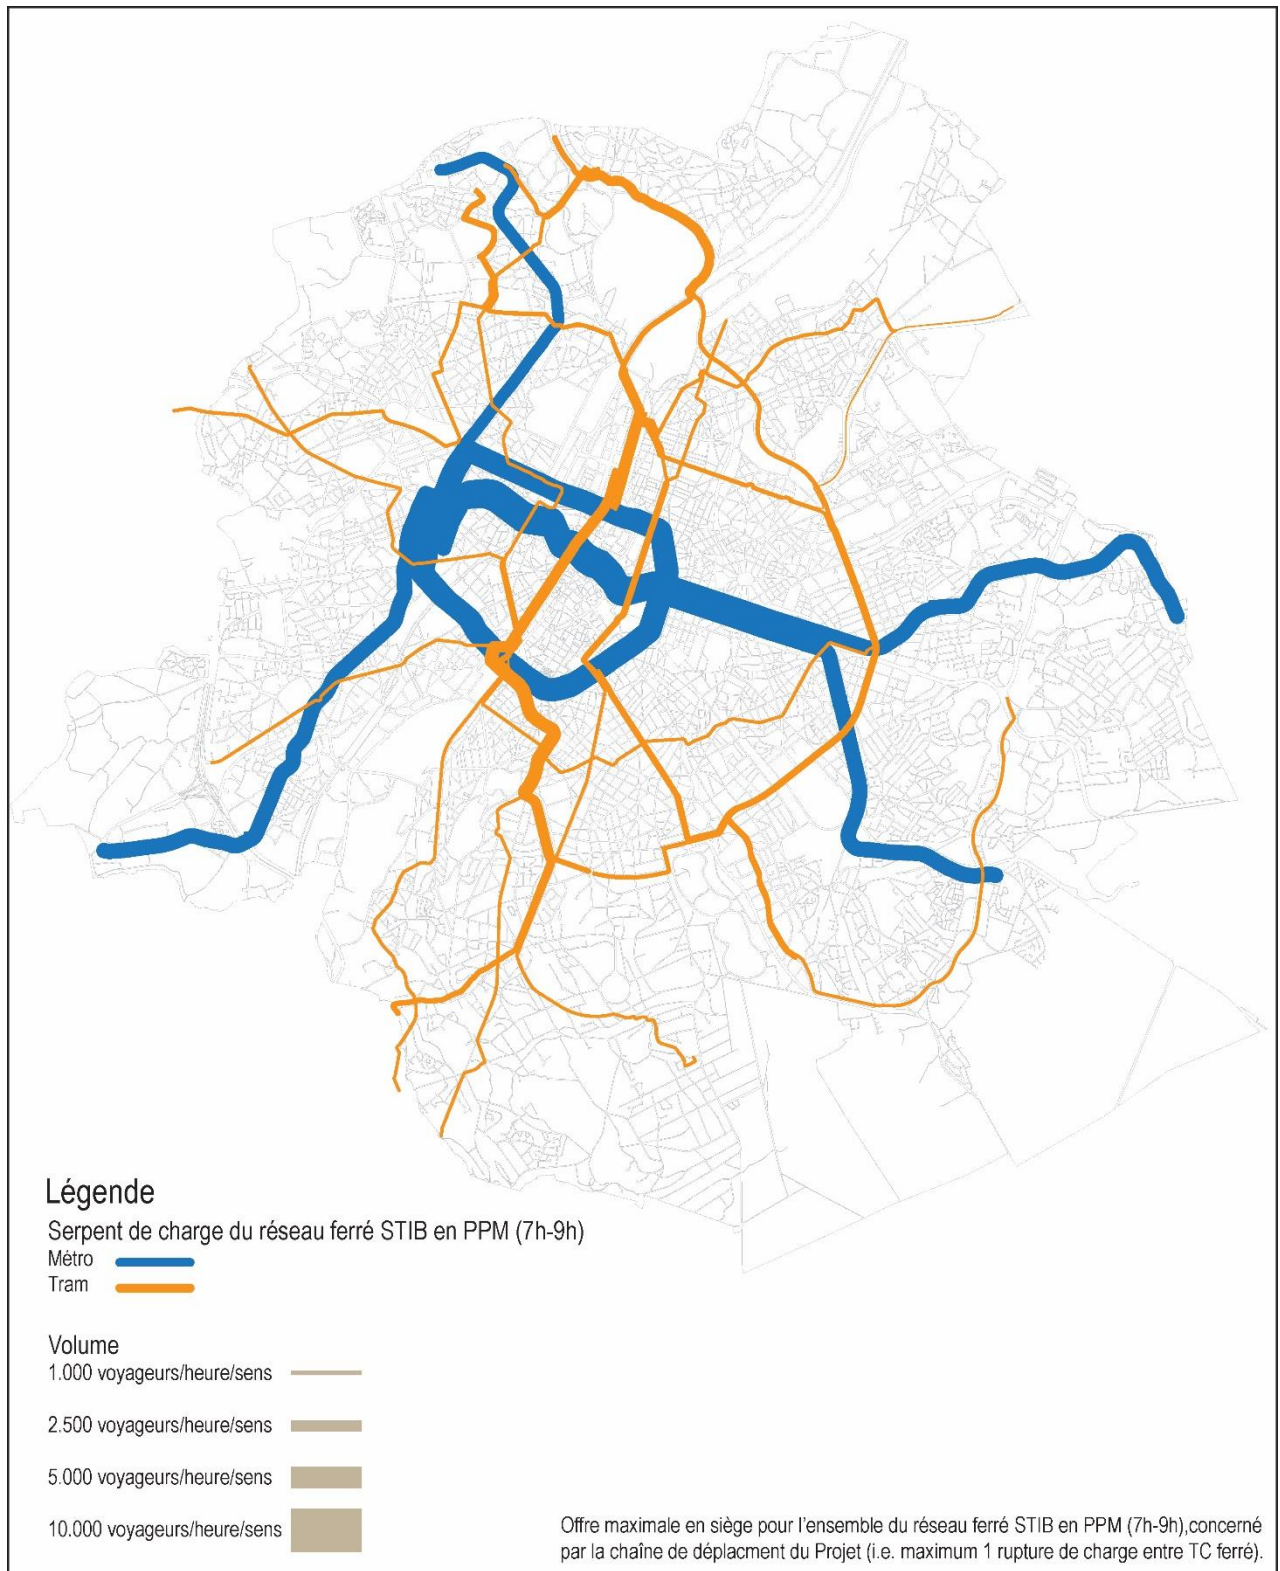 Légende
Serpent de charge du réseau ferré STIB en PPM (7h-9h)
Métro
Tram
Volume
1.000 voyageurs/heure/sens
2.500 voyageurs/heure/sens
5.000 voyageurs/heure/sens
10.000 voyageurs/heure/sens
Offre maximale en siège pour l'ensemble du réseau ferré STIB en PPM (7h-9h),concerné
par la chaîne de déplacment du Projet (i.e. maximum 1 rupture de charge entre TC ferré).